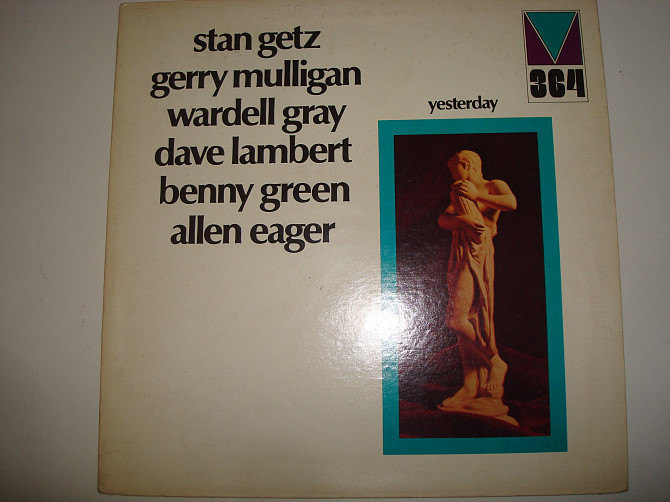 stan getz
gerry mulligan
wardell gray
dave lambert
benny green
allen eager
364
yesterday